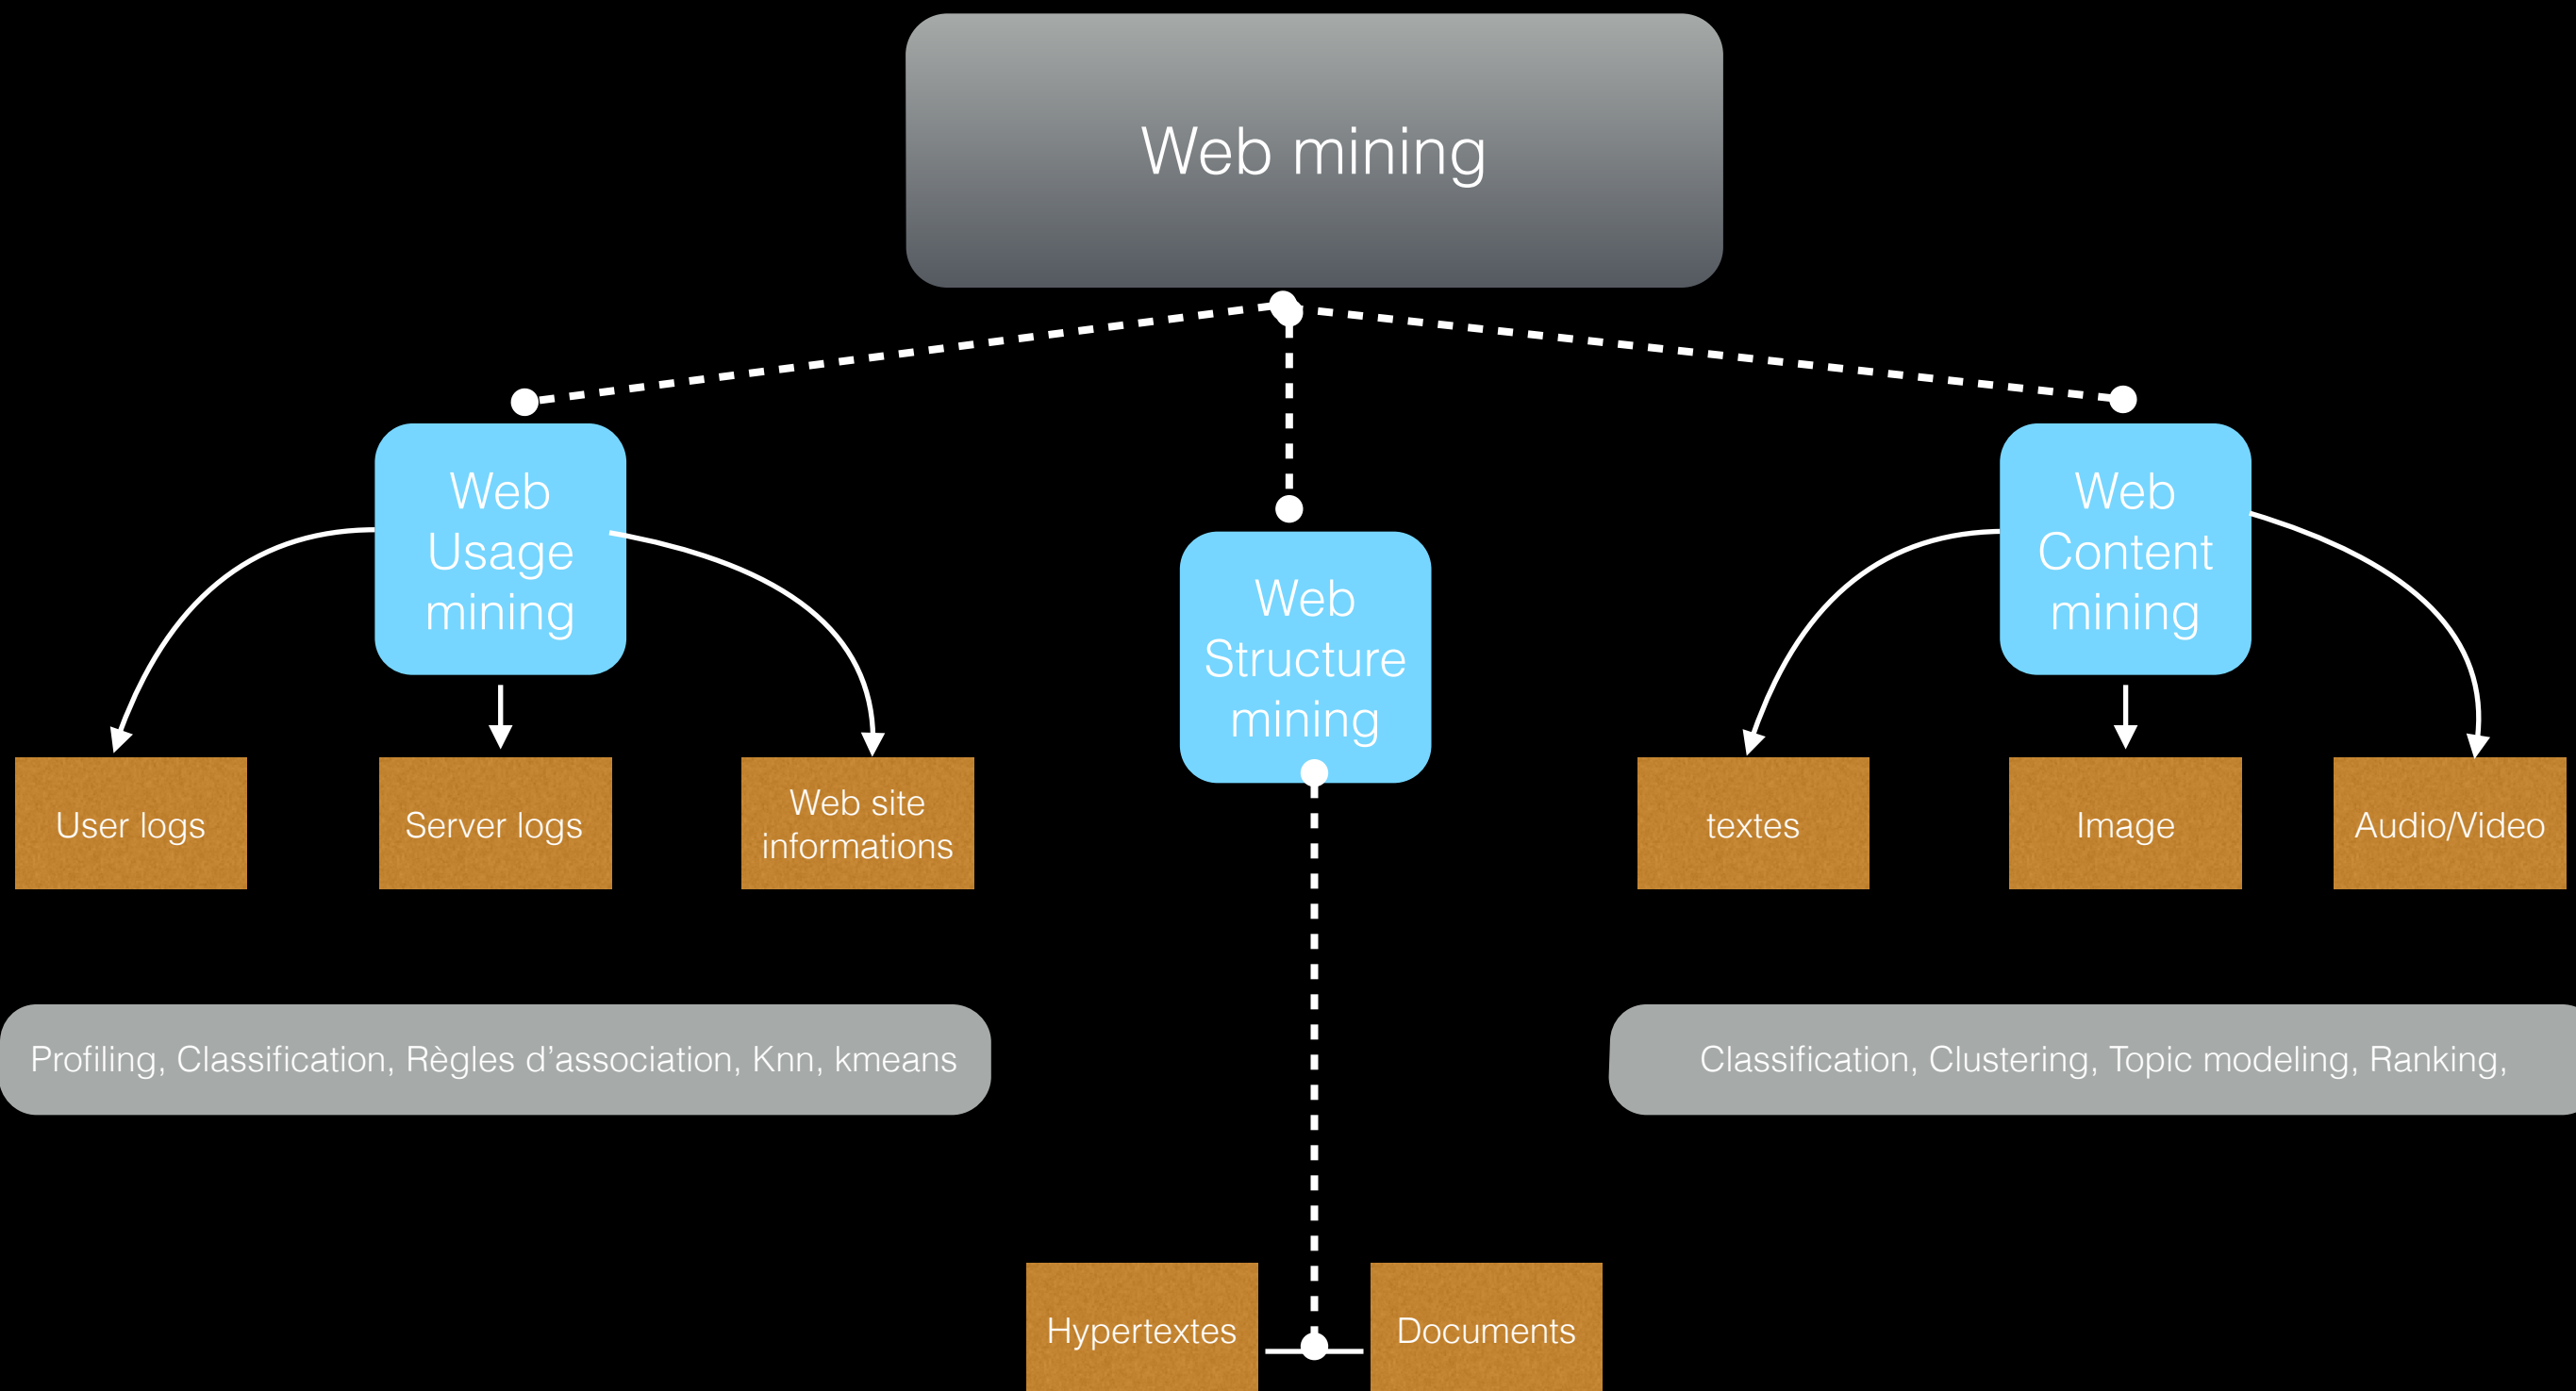 Web mining
Web
Usage
mining
Web
Structure
mining
Web
Content
mining
User logs
Server logs
Web site
informations
textes
Image
Audio/Video
Profiling, Classification, Règles d’association, Knn, kmeans
Classification, Clustering, Topic modeling, Ranking,
Hypertextes
Documents